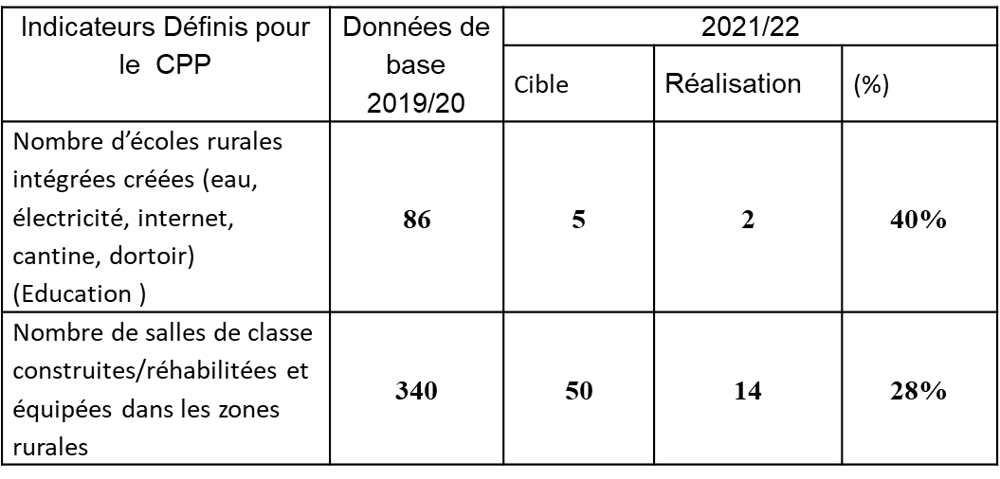 Indicateurs Définis pour
le CPP
Données de
base
2019/20
2021/22
Cible
Réalisation
(%)
Nombre d’écoles rurales
intégrées créées (eau,
électricité, internet,
cantine, dortoir)
(Education )
86
5
2
40%
Nombre de salles de classe
construites/réhabilitées et
équipées dans les zones
rurales
340
50
14
28%